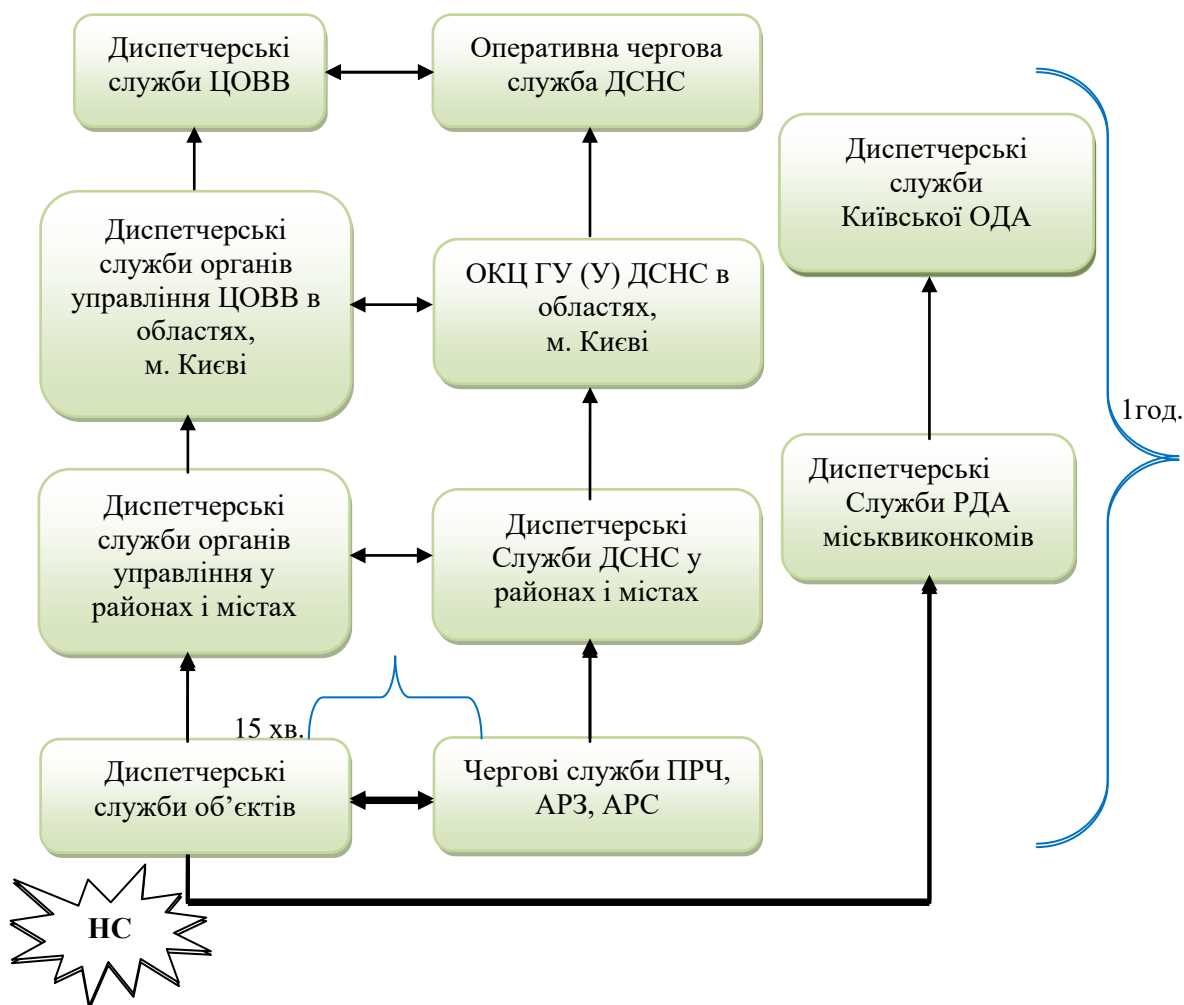 Диспетчерські
служби ЦОВВ
Оперативна чергова
служба ДСНС
Диспетчерські
служби
Київської ОДА
Диспетчерські
служби органів
управління ЦОВВ в
областях,
м. Києві
ОКЦ ГУ (У) ДСНС в
областях,
м. Києві
1год.
Диспетчерські
Служби РДА
міськвиконкомів
Диспетчерські
служби органів
управління у
районах і містах
Диспетчерські
Служби ДСНС у
районах і містах
15 хв.
Диспетчерські
служби об’єктів
Чергові служби ПРЧ,
АРЗ, АРС
НС